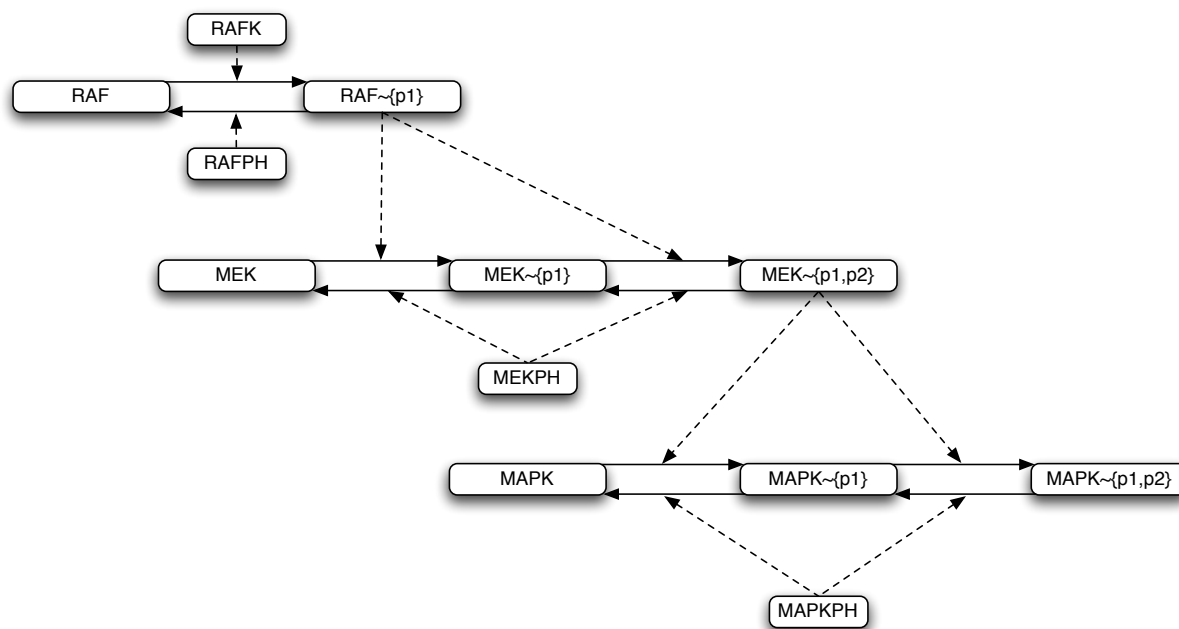 RAFK
RAF
RAF~{p1}
RAFPH
MEK
MEK~{p1}
MEK~{p1,p2}
MEKPH
MAPK
MAPK~{p1}
MAPK~{p1,p2}
MAPKPH